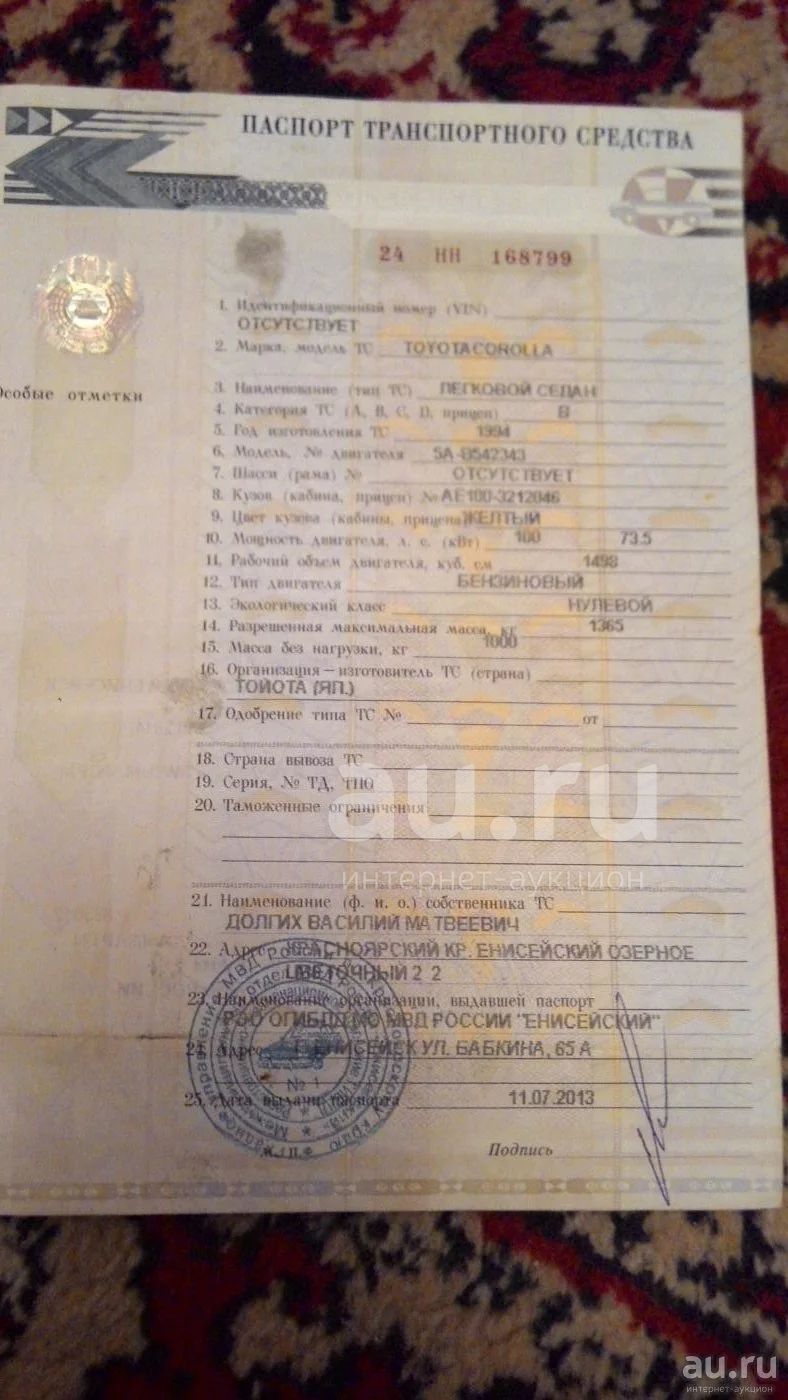 ПАСПОРТ ТРАНСПОРТНОГО СРЕДСТВА
24 НН 168799
1. Идентификационный номер (VIN)
ОТСУТСТВУЕТ
2. Марка, модель ТС TOYOTACOROLLA
Особые отметки
3. Наименование (тип ТС) ЛЕГКОВОЙ СЕДАН
4. Категория ТС (A, B, C, D, прицеп) B
5. Год изготовления ТС 1994
6. Модель, № двигателя 5A-B542343
7. Шасси (рама) № ОТСУТСТВУЕТ
8. Кузов (кабина, прицеп) № AE100-3212046
9. Цвет кузова (кабины, прицепа ЖЕЛТЫЙ
10. Мощность двигателя, л. с. (кВт) 100 73.5
11. Рабочий объем двигателя, куб. см 1498
12. Тип двигателя БЕНЗИНОВЫЙ
13. Экологический класс НУЛЕВОЙ
14. Разрешенная максимальная масса, кг 1365
15. Масса без нагрузки, кг 1000
16. Организация – изготовитель ТС (страна)
ТОЙОТА (ЯП.)
17. Одобрение типа ТС № от
18. Страна вывоза ТС
19. Серия, № ТД, ТПО
20. Таможенные ограничения
au.ru
интернет-аукцион
21. Наименование (ф. и. о.) собственника ТС
ДОЛГИХ ВАСИЛИЙ МАТВЕЕВИЧ
22. Адрес КРАСНОЯРСКИЙ КР. ЕНИСЕЙСКИЙ ОЗЕРНОЕ
ЦВЕТОЧНЫЙ 2 2
23. Наименование организации, выдавшей паспорт
РЭО ОГИБДД МО МВД РОССИИ "ЕНИСЕЙСКИЙ"
24. Адрес Г.ЕНИСЕЙСК УЛ. БАБКИНА, 65 А
25. Дата выдачи паспорта 11.07.2013
М.П.
Подпись
au.ru
интернет-аукцион